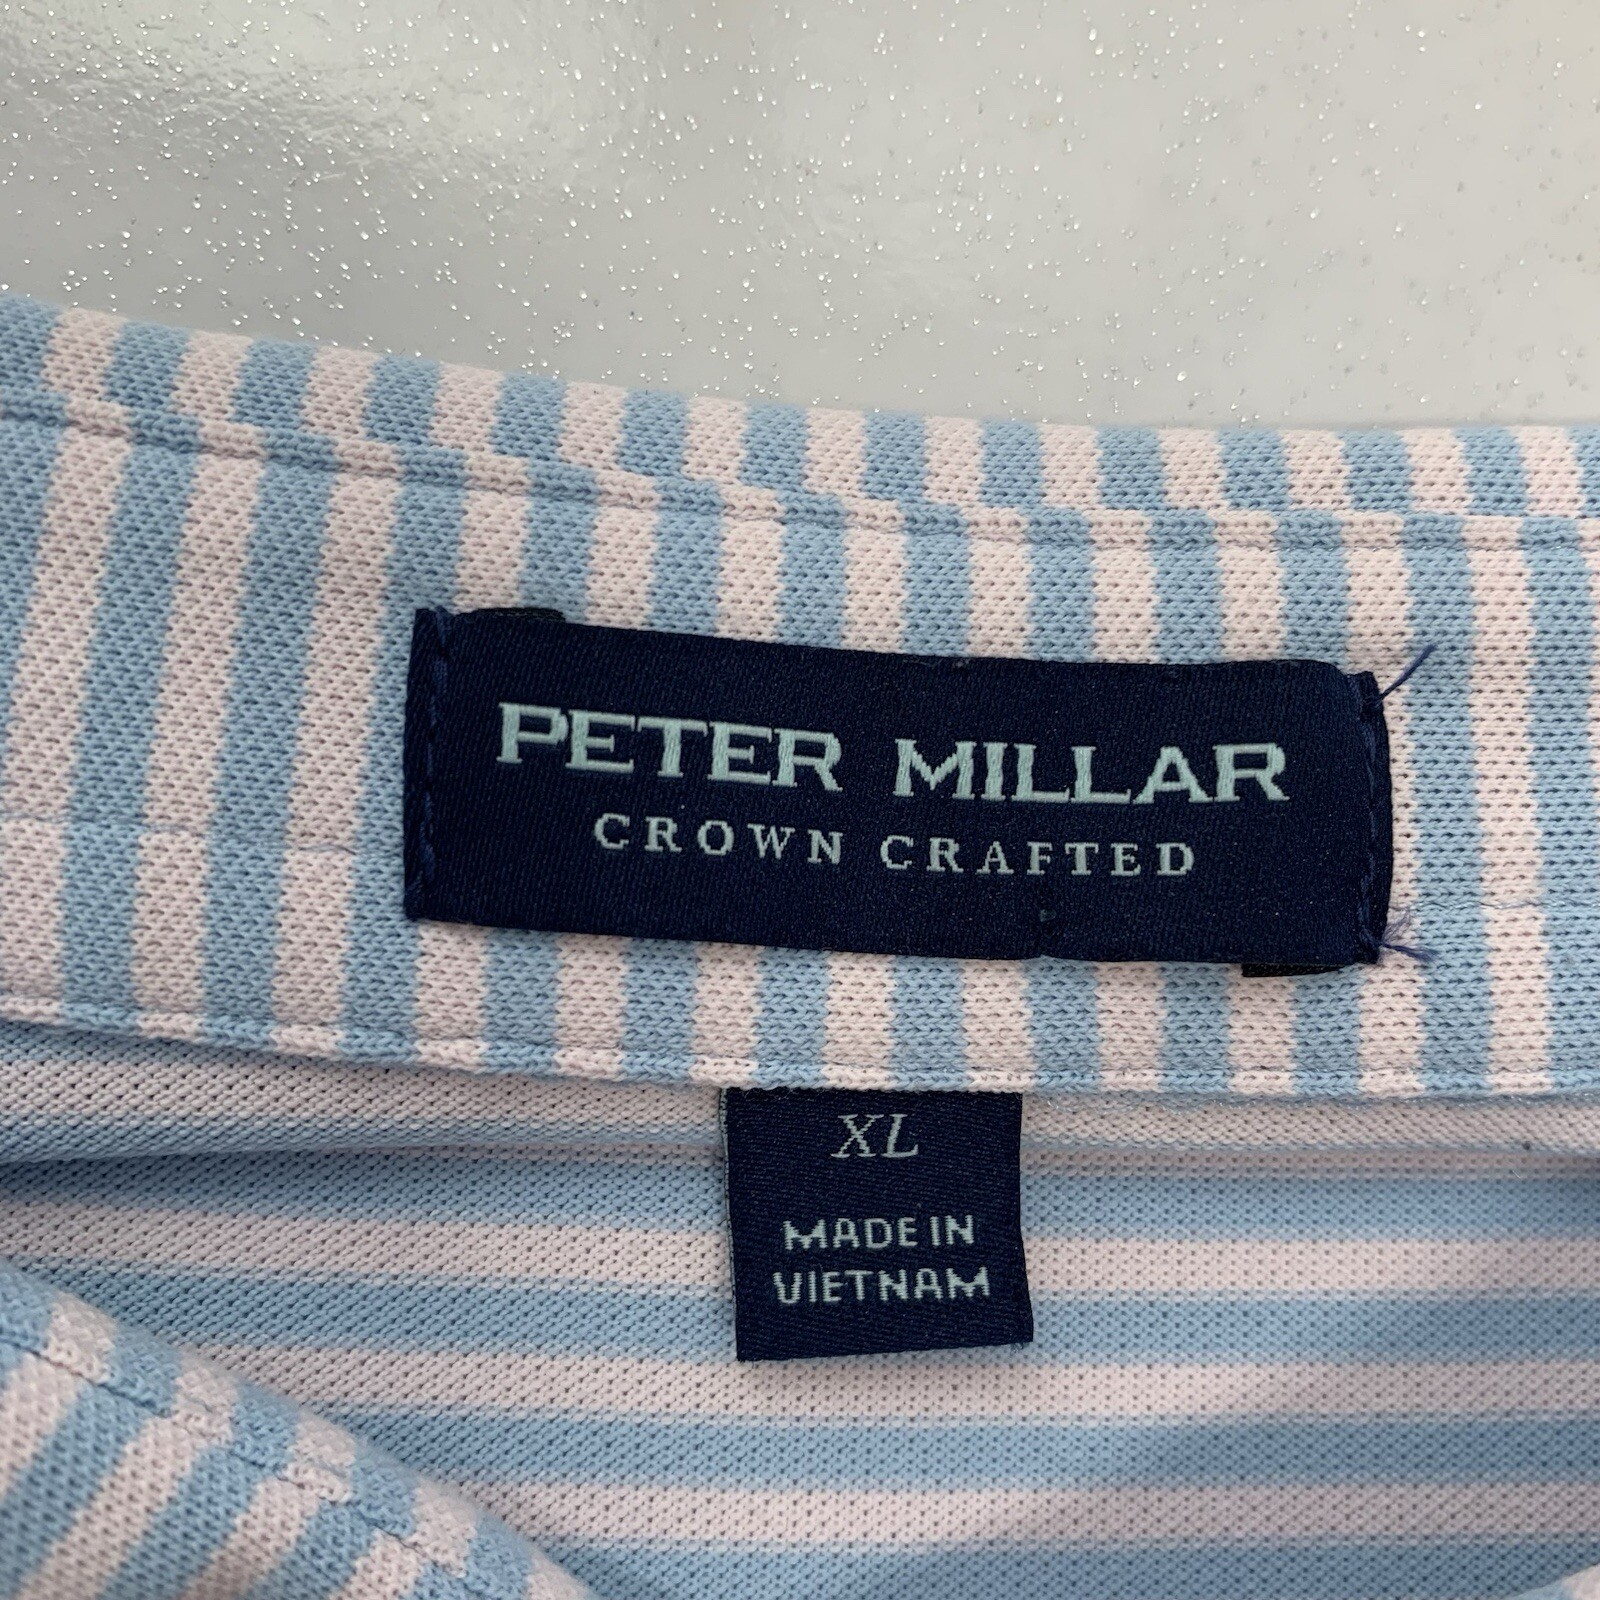 PETER MILLAR
CROWN CRAFTED
XL
MADE IN
VIETNAM